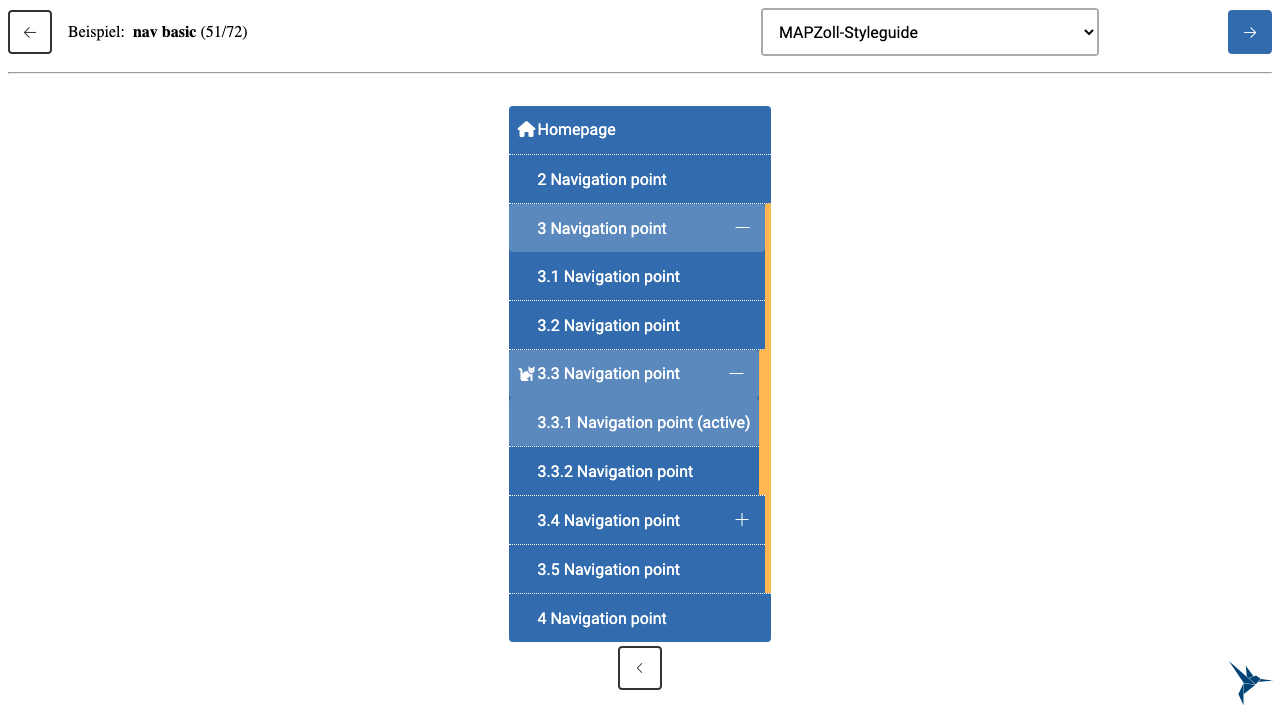 Beispiel: nav basic (51/72)
MAPZoll-Styleguide
Homepage
2 Navigation point
3 Navigation point
3.1 Navigation point
3.2 Navigation point
3.3 Navigation point
3.3.1 Navigation point (active)
3.3.2 Navigation point
3.4 Navigation point
3.5 Navigation point
4 Navigation point